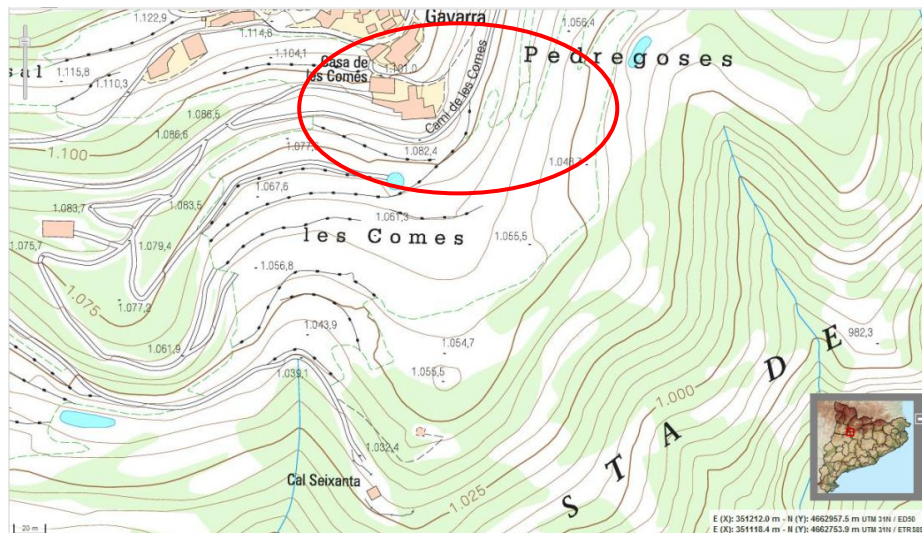 1.122,9
Gavarra
1.114,6
1.056,4
1.104,1
Casa de
les Comes
1.101,0
Pedregoses
sal
1.115,8
1.110,3
Camí de les Comes
1.086,5
1.086,6
1.082,4
1.100
1.067,6
1.083,5
1.083,7
1.061,3
les Comes
1.055,5
1.075,7
1.079,4
1.056,8
1.075
1.077,2
1.043,9
1.061,9
1.054,7
982,3
1.039,1
1.055,5
1.000
STA DE
1.032,4
Cal Seixanta
1.025
20 m
E (X): 351212.0 m - N (Y): 4662957.5 m UTM 31N / ED50
E (X): 351118.4 m - N (Y): 4662753.9 m UTM 31N / ETRS89